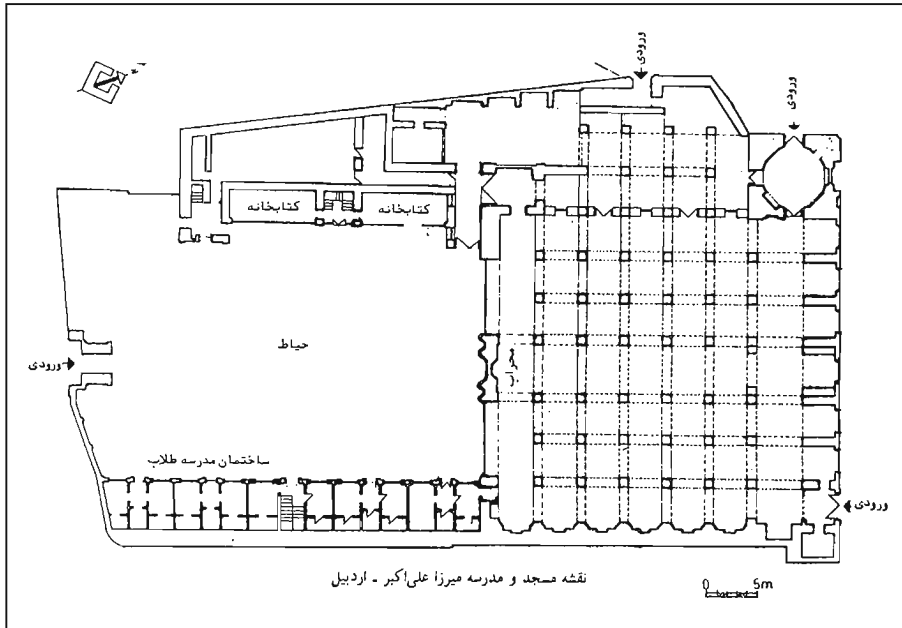 ورودی
ورودی
کتابخانه
کتابخانه
حیاط
محراب
ورودی
ساختمان مدرسه طلاب
ورودی
نقشه مسجد و مدرسه میرزا علی‌اکبر ـ اردبیل
0 5m